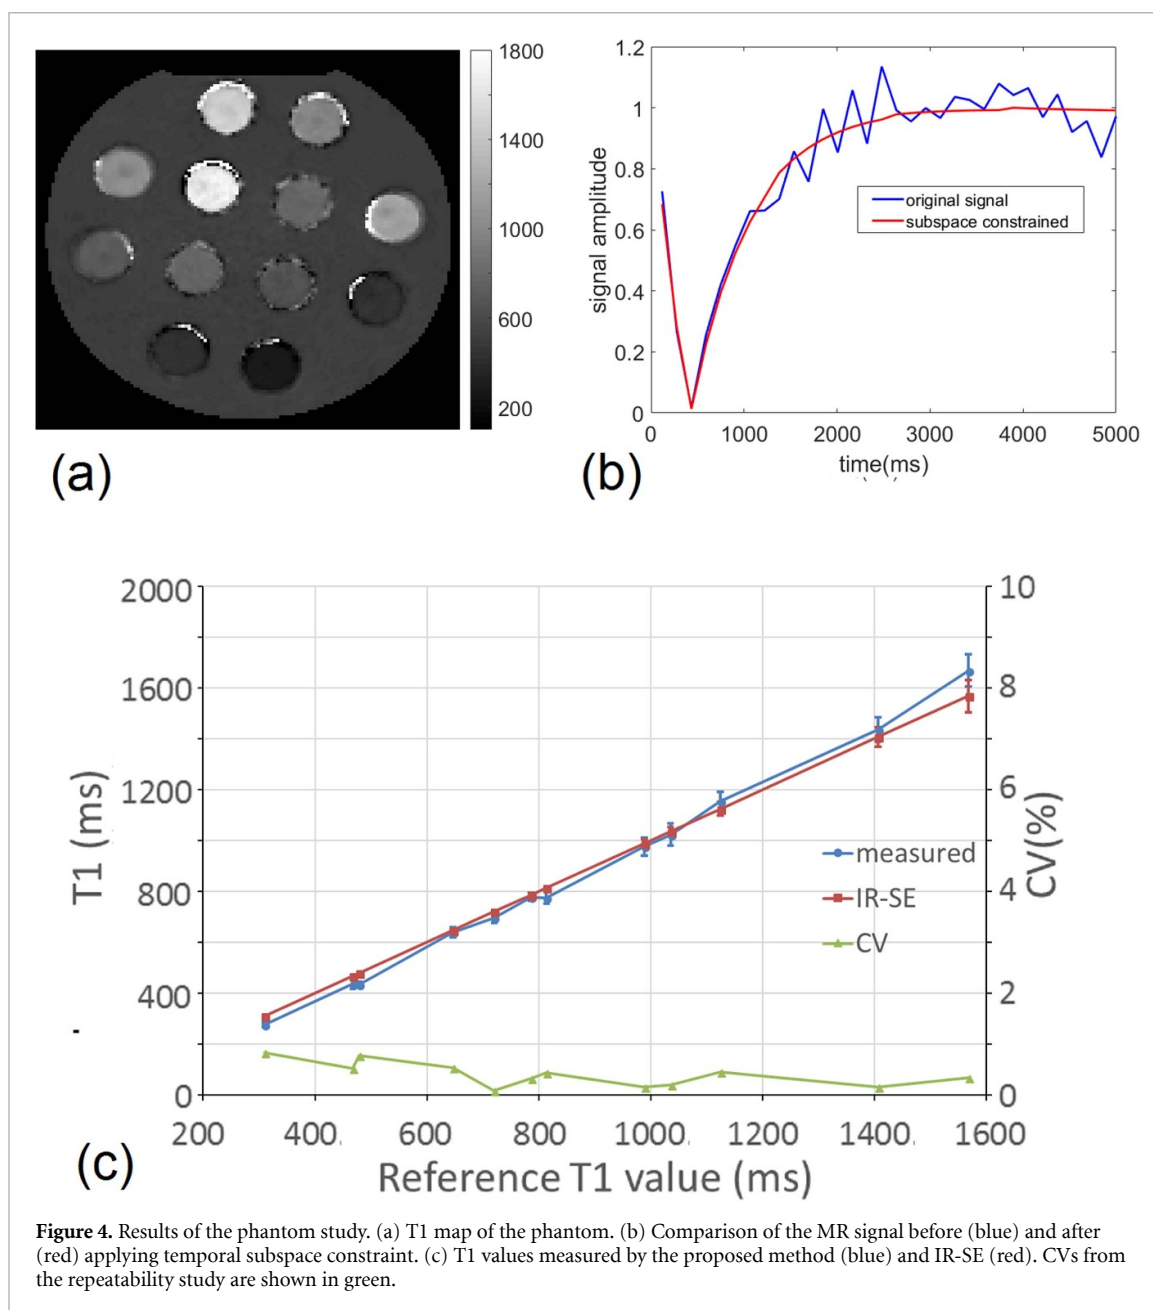 1800
1400
1000
600
200
(a)
1.2
1
0.8
0.6
0.4
0.2
0
signal amplitude
original signal
subspace constrained
0 1000 2000 3000 4000 5000
time(ms)
(b)
2000
1600
1200
800
400
0
T1 (ms)
10
8
6
4
2
0
CV(%)
measured
IR-SE
CV
200 400 600 800 1000 1200 1400 1600
Reference T1 value (ms)
(c)
Figure 4. Results of the phantom study. (a) T1 map of the phantom. (b) Comparison of the MR signal before (blue) and after
(red) applying temporal subspace constraint. (c) T1 values measured by the proposed method (blue) and IR-SE (red). CVs from
the repeatability study are shown in green.